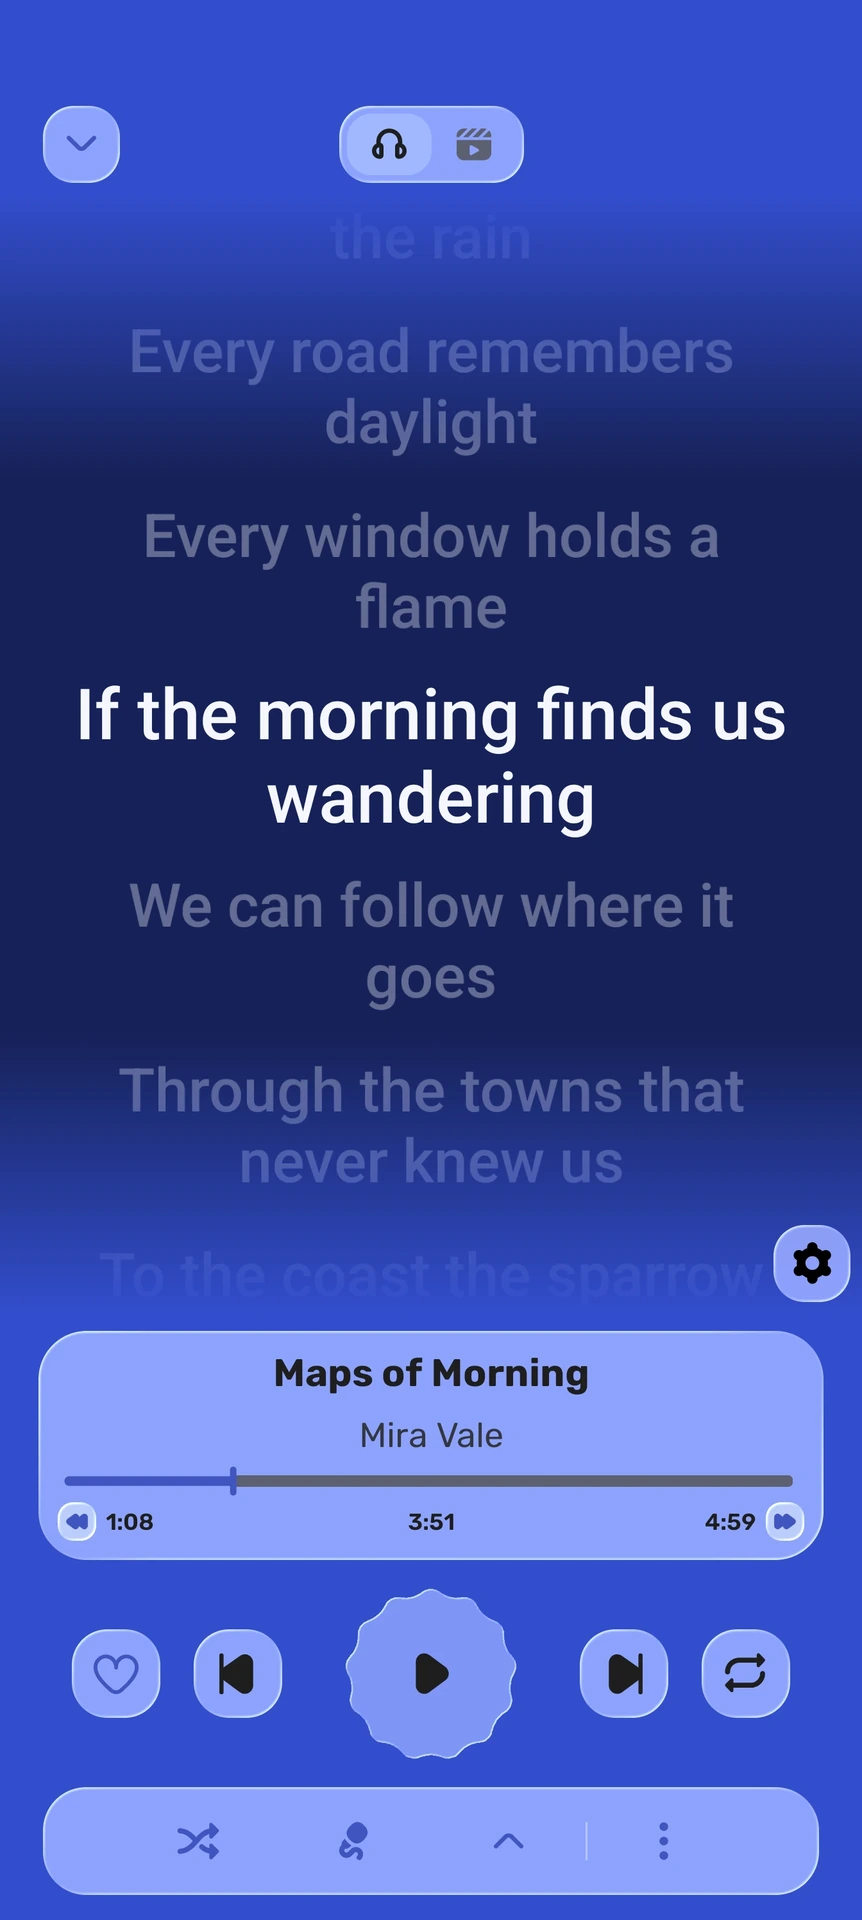 the rain
Every road remembers
daylight
Every window holds a
flame
If the morning finds us
wandering
We can follow where it
goes
Through the towns that
never knew us
To the coast the sparrow
Maps of Morning
Mira Vale
1:08 3:51 4:59